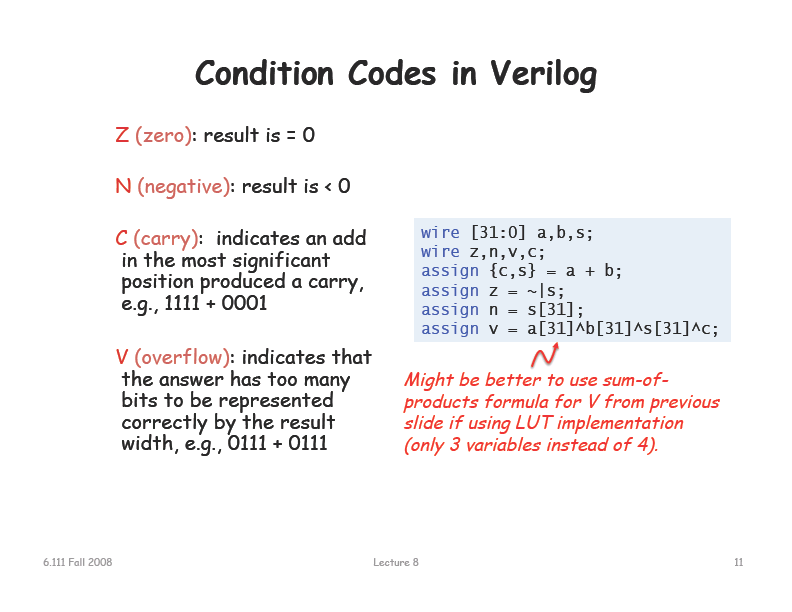 Condition Codes in Verilog
Z (zero): result is = 0
N (negative): result is < 0
C (carry): indicates an add
in the most significant
position produced a carry,
e.g., 1111 + 0001
V (overflow): indicates that
the answer has too many
bits to be represented
correctly by the result
width, e.g., 0111 + 0111
wire [31:0] a,b,s;
wire z,n,v,c;
assign {c,s} = a + b;
assign z = ~|s;
assign n = s[31];
assign v = a[31]^b[31]^s[31]^c;
Might be better to use sum-of-
products formula for V from previous
slide if using LUT implementation
(only 3 variables instead of 4).
6.111 Fall 2008
Lecture 8
11